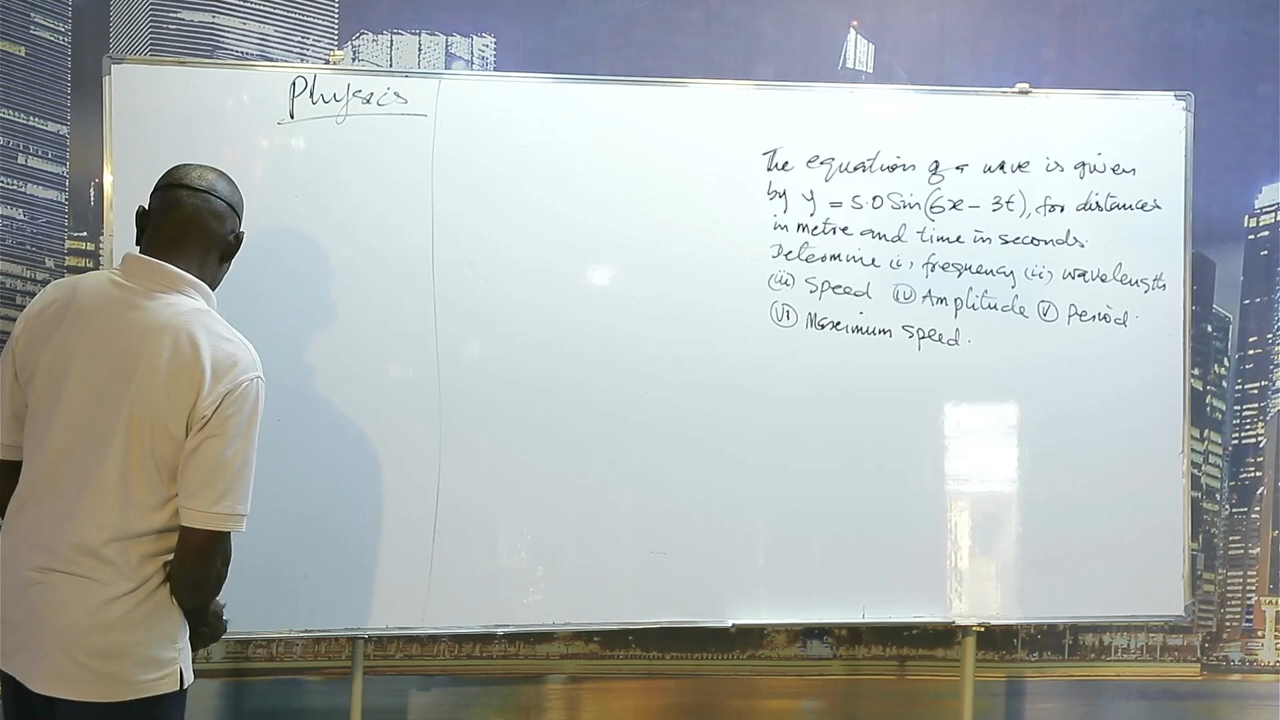 Physics
The equation of a wave is given
by y = 5.0 Sin(6x - 3t), for distances
in metre and time in seconds.
Determine (i), frequency (ii) wavelength
(iii) Speed (iv) Amplitude (v) Period.
(vi) Maximum speed.